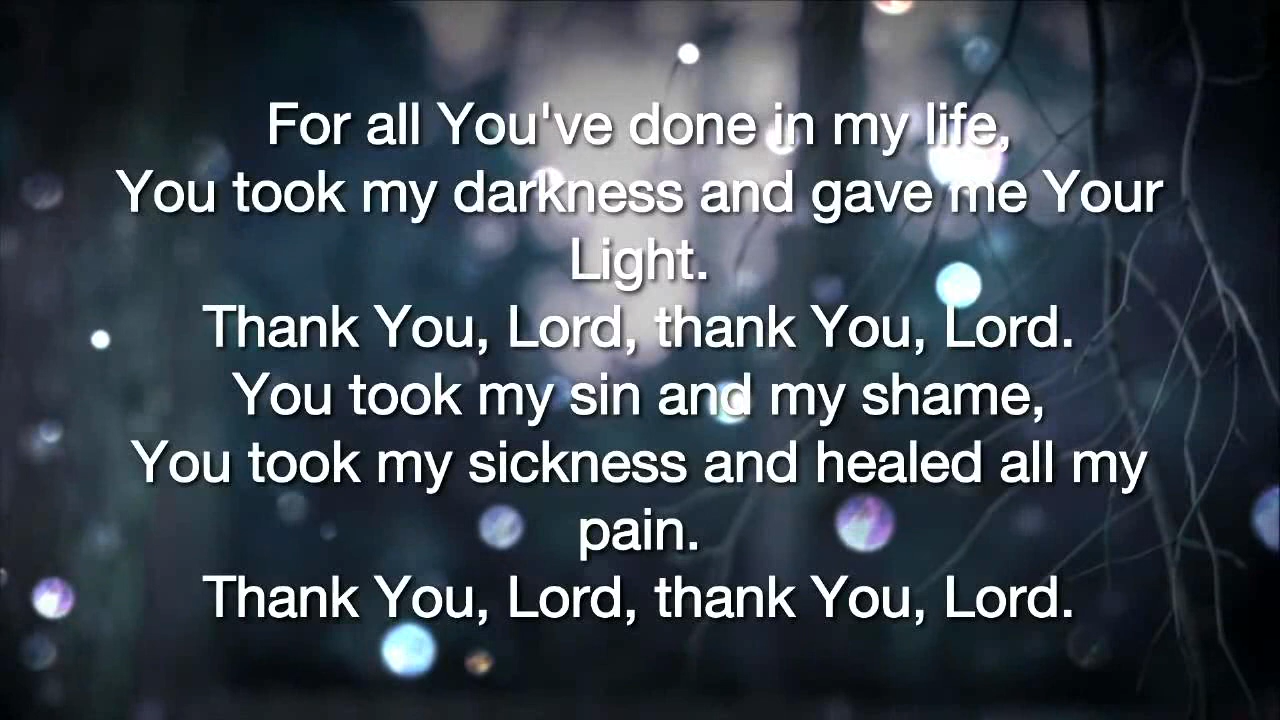 For all You've done in my life,
You took my darkness and gave me Your
Light.
Thank You, Lord, thank You, Lord.
You took my sin and my shame,
You took my sickness and healed all my
pain.
Thank You, Lord, thank You, Lord.